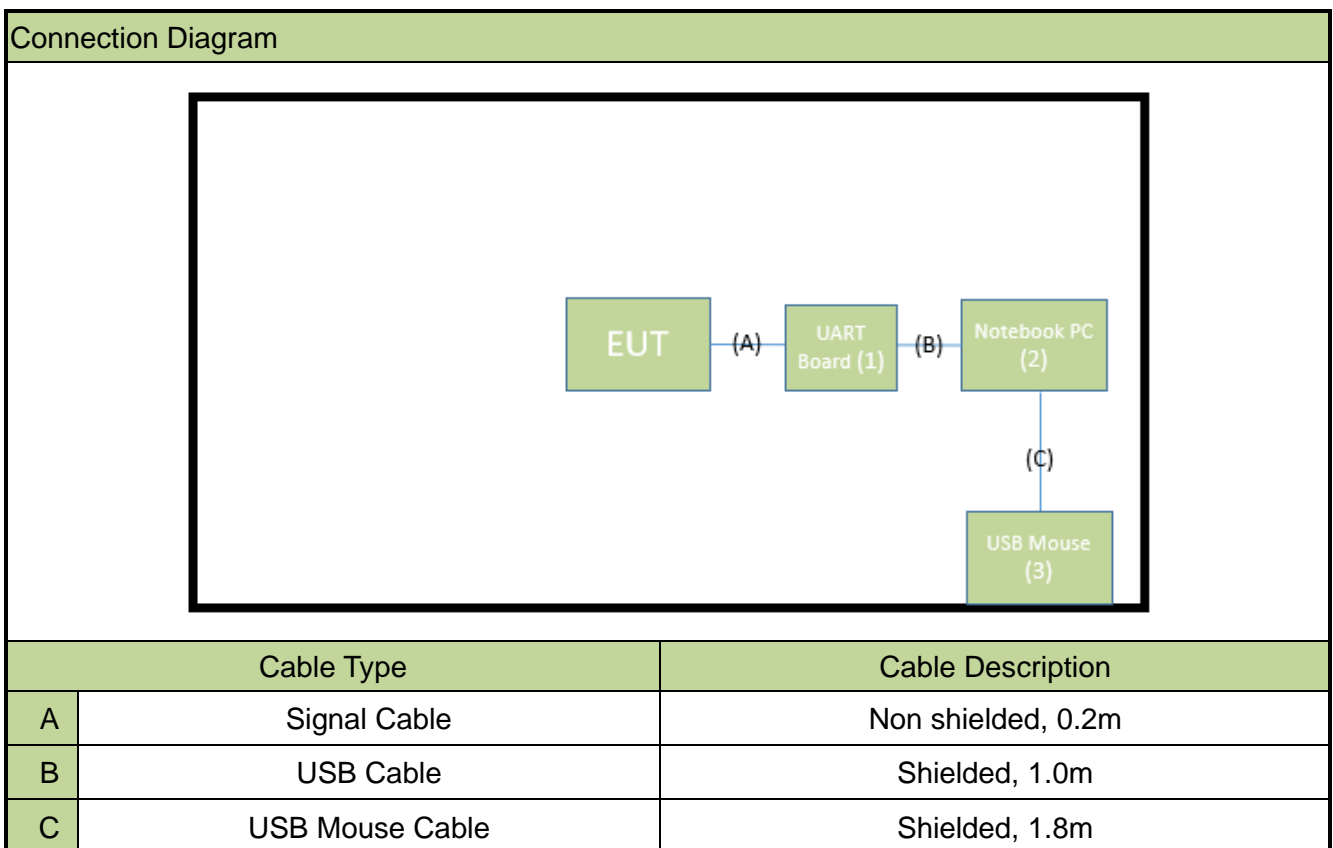 Connection Diagram
EUT
(A)
UART
Board (1)
(B)
Notebook PC
(2)
(C)
USB Mouse
(3)
Cable Type Cable Description
A Signal Cable Non shielded, 0.2m
B USB Cable Shielded, 1.0m
C USB Mouse Cable Shielded, 1.8m